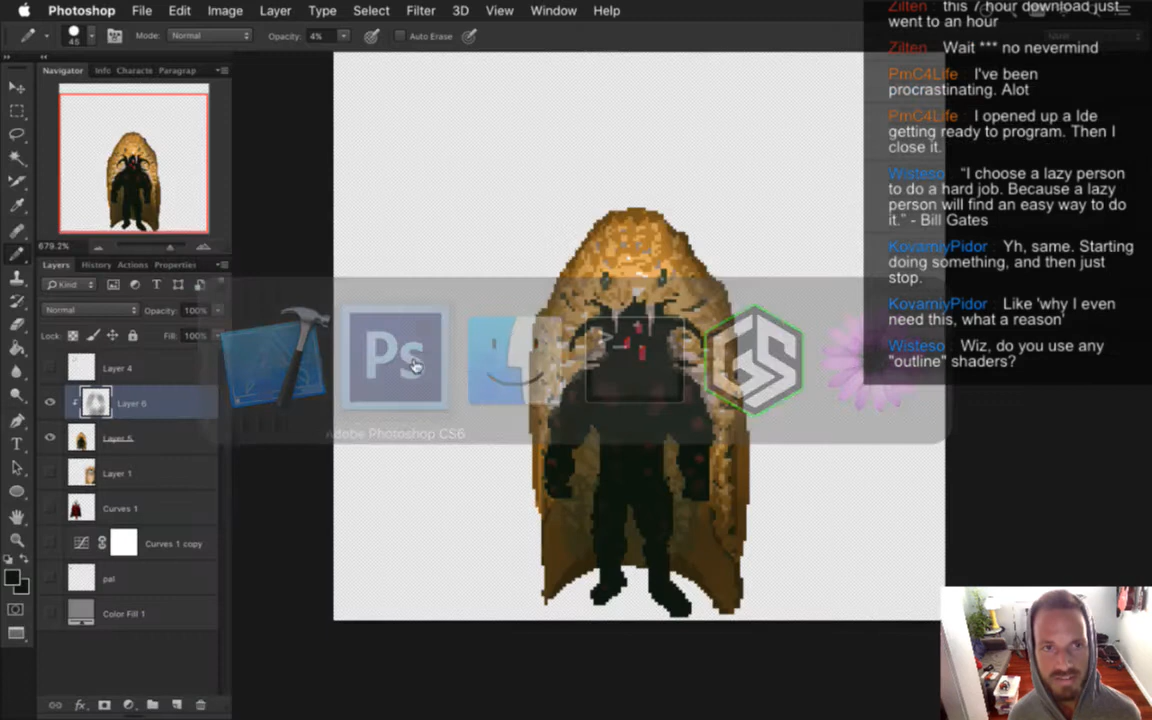 Photoshop File Edit Image Layer Type Select Filter 3D View Window Help
45 Mode: Normal Opacity: 4% Auto Erase
Navigator Info Characte Paragrap
679.2%
Layers History Actions Properties
Kind
Normal Opacity: 100%
Lock: Fill: 100%
Layer 4
Layer 6
Layer 5
Layer 1
Curves 1
Curves 1 copy
pal
Color Fill 1
Ps
GS
Adobe Photoshop CS6
Zilten this 7 hour download just
went to an hour
Zilten Wait *** no nevermind
PmC4Life I've been
procrastinating. Alot
PmC4Life I opened up a Ide
getting ready to program. Then I
close it.
Wisteso “I choose a lazy person
to do a hard job. Because a lazy
person will find an easy way to do
it.” - Bill Gates
KovarniyPidor Yh, same. Starting
doing something, and then just
stop.
KovarniyPidor Like 'why I even
need this, what a reason'
Wisteso Wiz, do you use any
"outline" shaders?